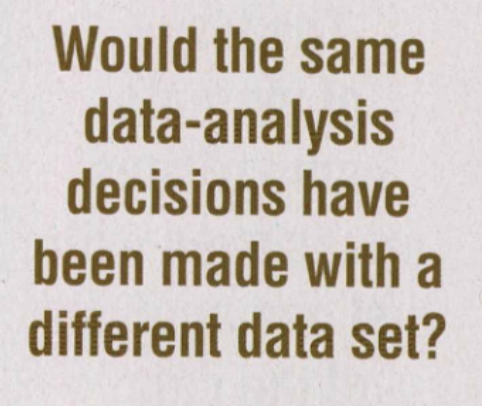 Would the same
data-analysis
decisions have
been made with a
different data set?